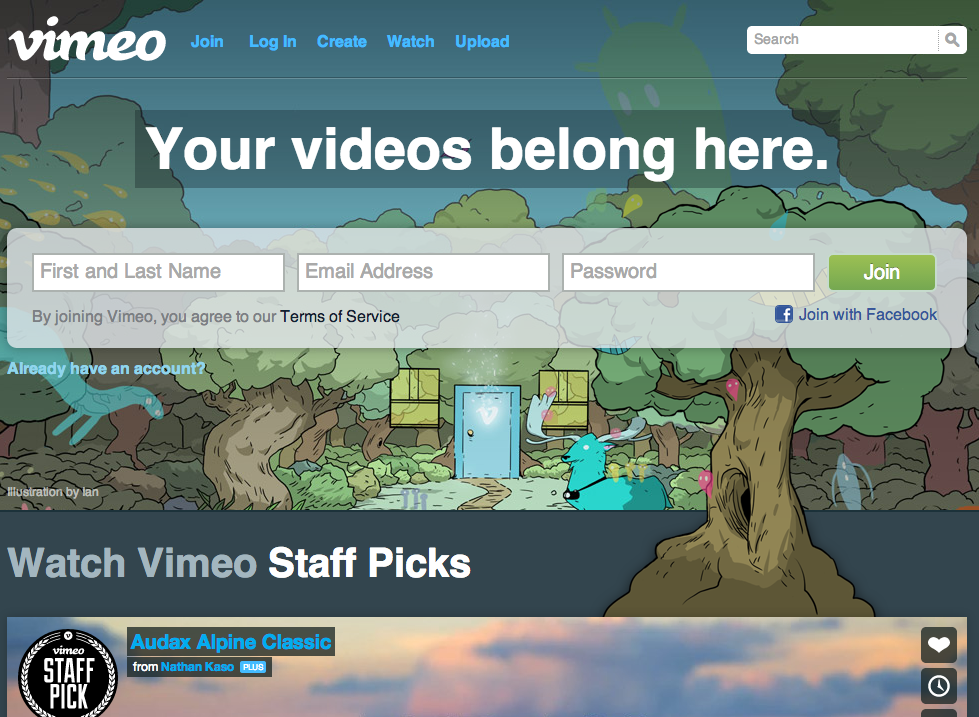 vimeo Join Log In Create Watch Upload Search
Your videos belong here.
First and Last Name Email Address Password Join
By joining Vimeo, you agree to our Terms of Service f Join with Facebook
Already have an account?
Illustration by Ian
Watch Vimeo Staff Picks
Audax Alpine Classic
from Nathan Kaso PLUS
vimeo
STAFF
PICK